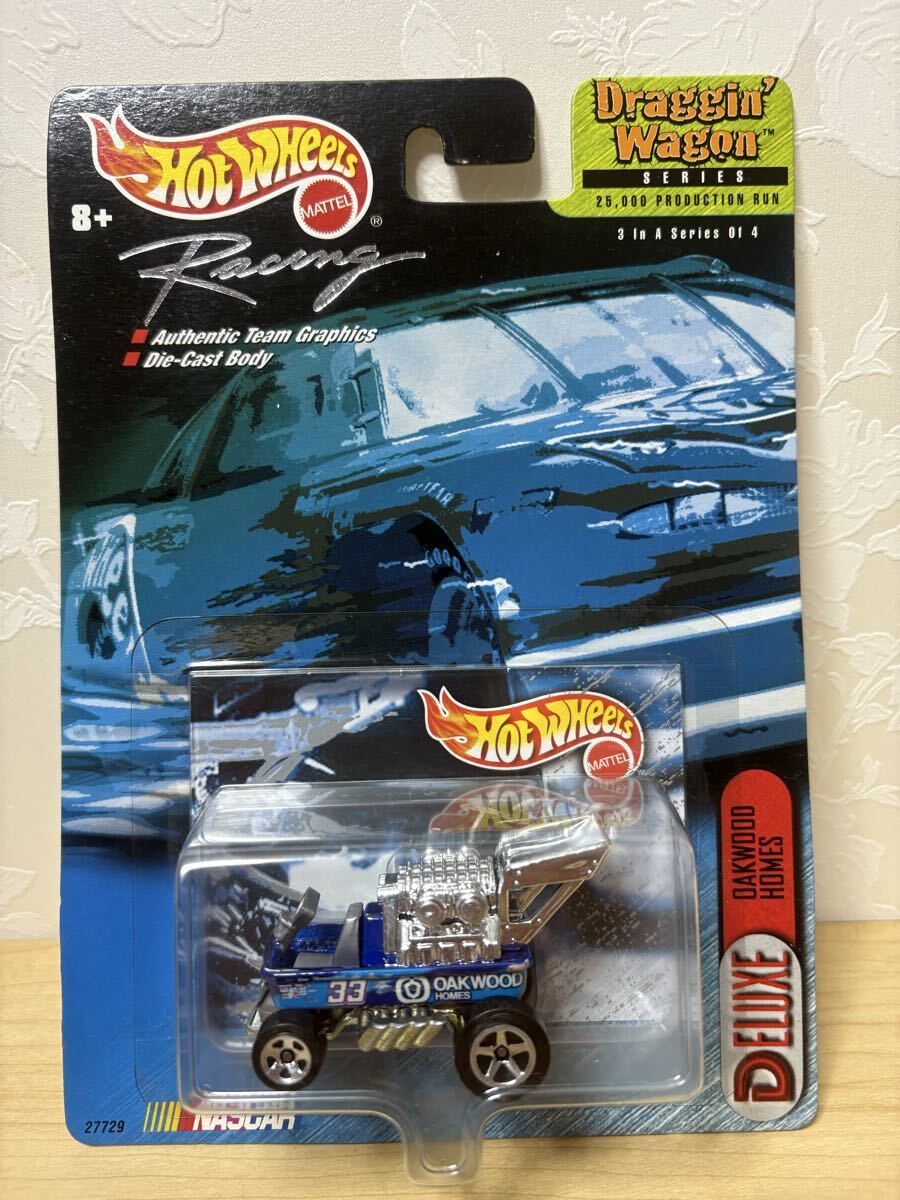 HOT WHEELS
MATTEL
®
8+
Racing
Authentic Team Graphics
Die-Cast Body
Draggin'
Wagon™
SERIES
25,000 PRODUCTION RUN
3 In A Series Of 4
HOT WHEELS
MATTEL
33
OAKWOOD
HOMES
OAKWOOD
HOMES
DELUXE
27729
NASCAR